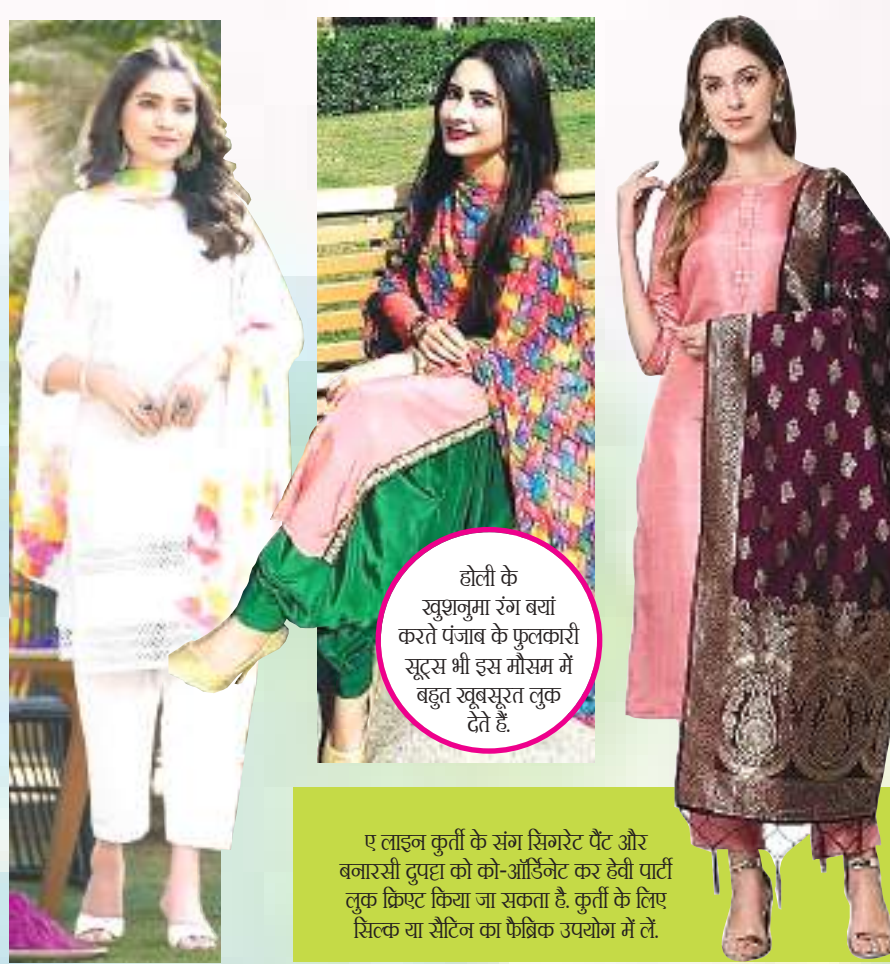 होली के
खुशनुमा रंग बयां
करते पंजाब के फुलकारी
सूट्स भी इस मौसम में
बहुत खूबसूरत लुक
देते हैं.
ए लाइन कुर्ती के संग सिगरेट पैंट और
बनारसी दुपट्टा को को-ऑर्डिनेट कर हेवी पार्टी
लुक क्रिएट किया जा सकता है. कुर्ती के लिए
सिल्क या सैटिन का फैब्रिक उपयोग में लें.